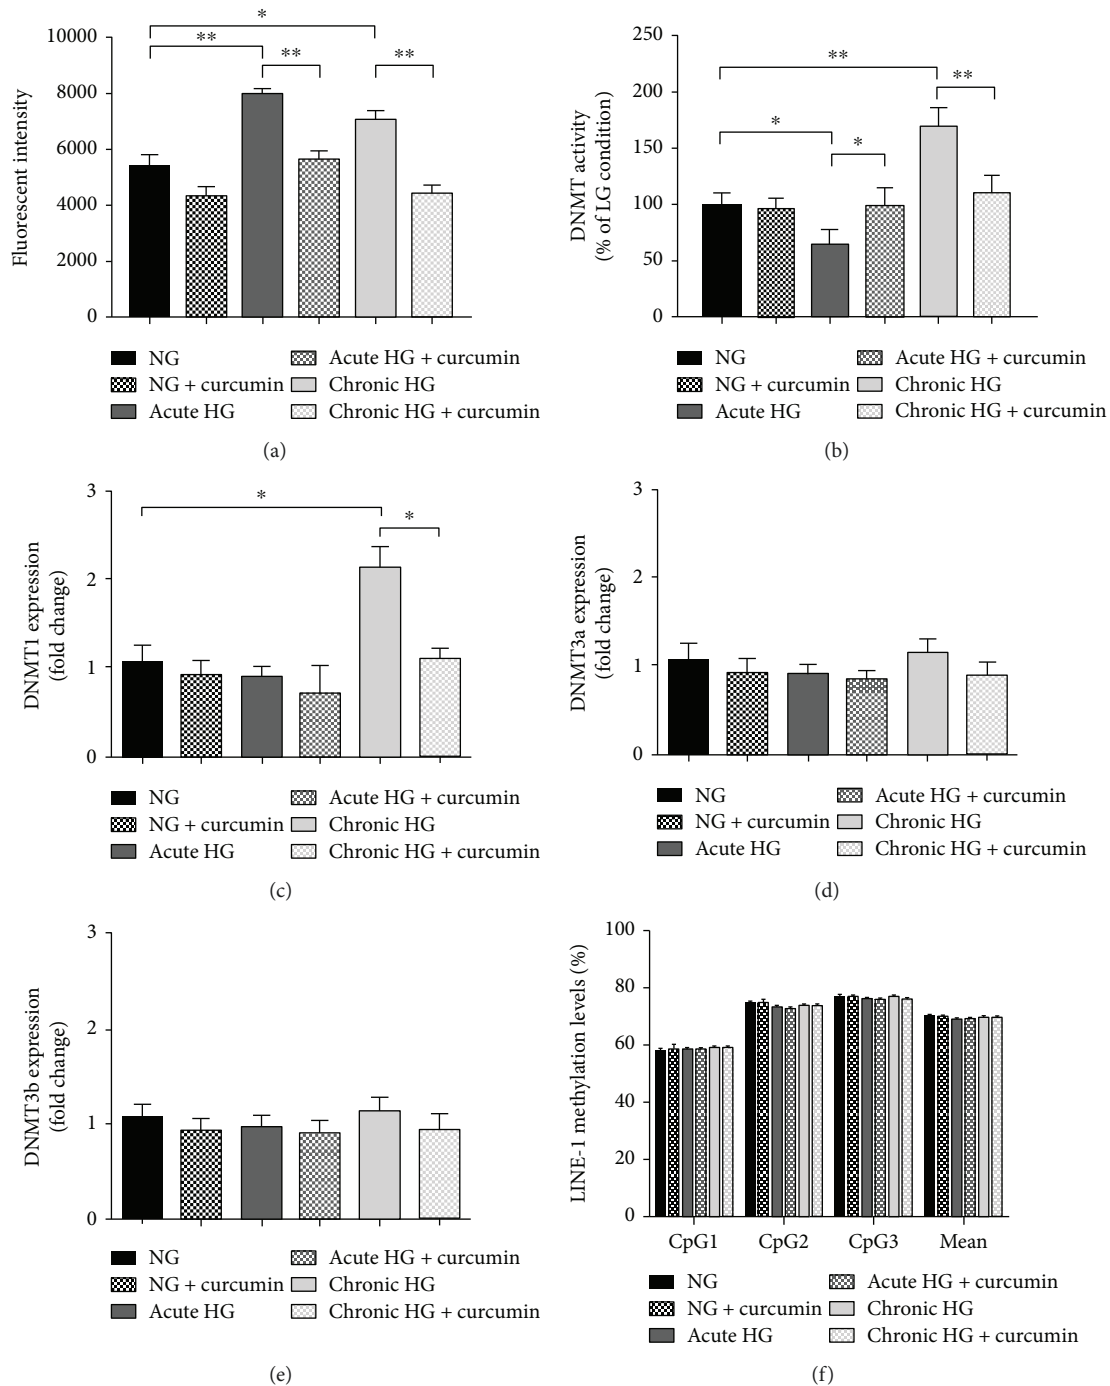 Fluorescent intensity
10000
8000
6000
4000
2000
0
*
**
**
**
NG
NG + curcumin
Acute HG
Acute HG + curcumin
Chronic HG
Chronic HG + curcumin
(a)
DNMT activity
(% of LG condition)
250
200
150
100
50
0
**
**
*
*
NG
NG + curcumin
Acute HG
Acute HG + curcumin
Chronic HG
Chronic HG + curcumin
(b)
DNMT1 expression
(fold change)
3
2
1
0
*
*
NG
NG + curcumin
Acute HG
Acute HG + curcumin
Chronic HG
Chronic HG + curcumin
(c)
DNMT3a expression
(fold change)
3
2
1
0
NG
NG + curcumin
Acute HG
Acute HG + curcumin
Chronic HG
Chronic HG + curcumin
(d)
DNMT3b expression
(fold change)
3
2
1
0
NG
NG + curcumin
Acute HG
Acute HG + curcumin
Chronic HG
Chronic HG + curcumin
(e)
LINE-1 methylation levels (%)
100
80
60
40
20
0
CpG1 CpG2 CpG3 Mean
NG
NG + curcumin
Acute HG
Acute HG + curcumin
Chronic HG
Chronic HG + curcumin
(f)